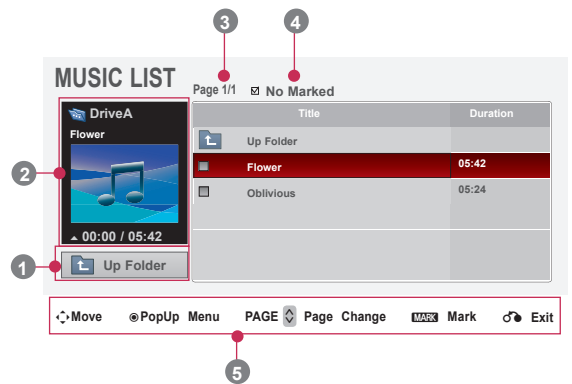 3
4
MUSIC LIST
Page 1/1
No Marked
DriveA
Flower
00:00 / 05:42
Title
Duration
Up Folder
Flower
05:42
Oblivious
05:24
2
1
Up Folder
Move
PopUp Menu
PAGE Page Change
MARK Mark
Exit
5